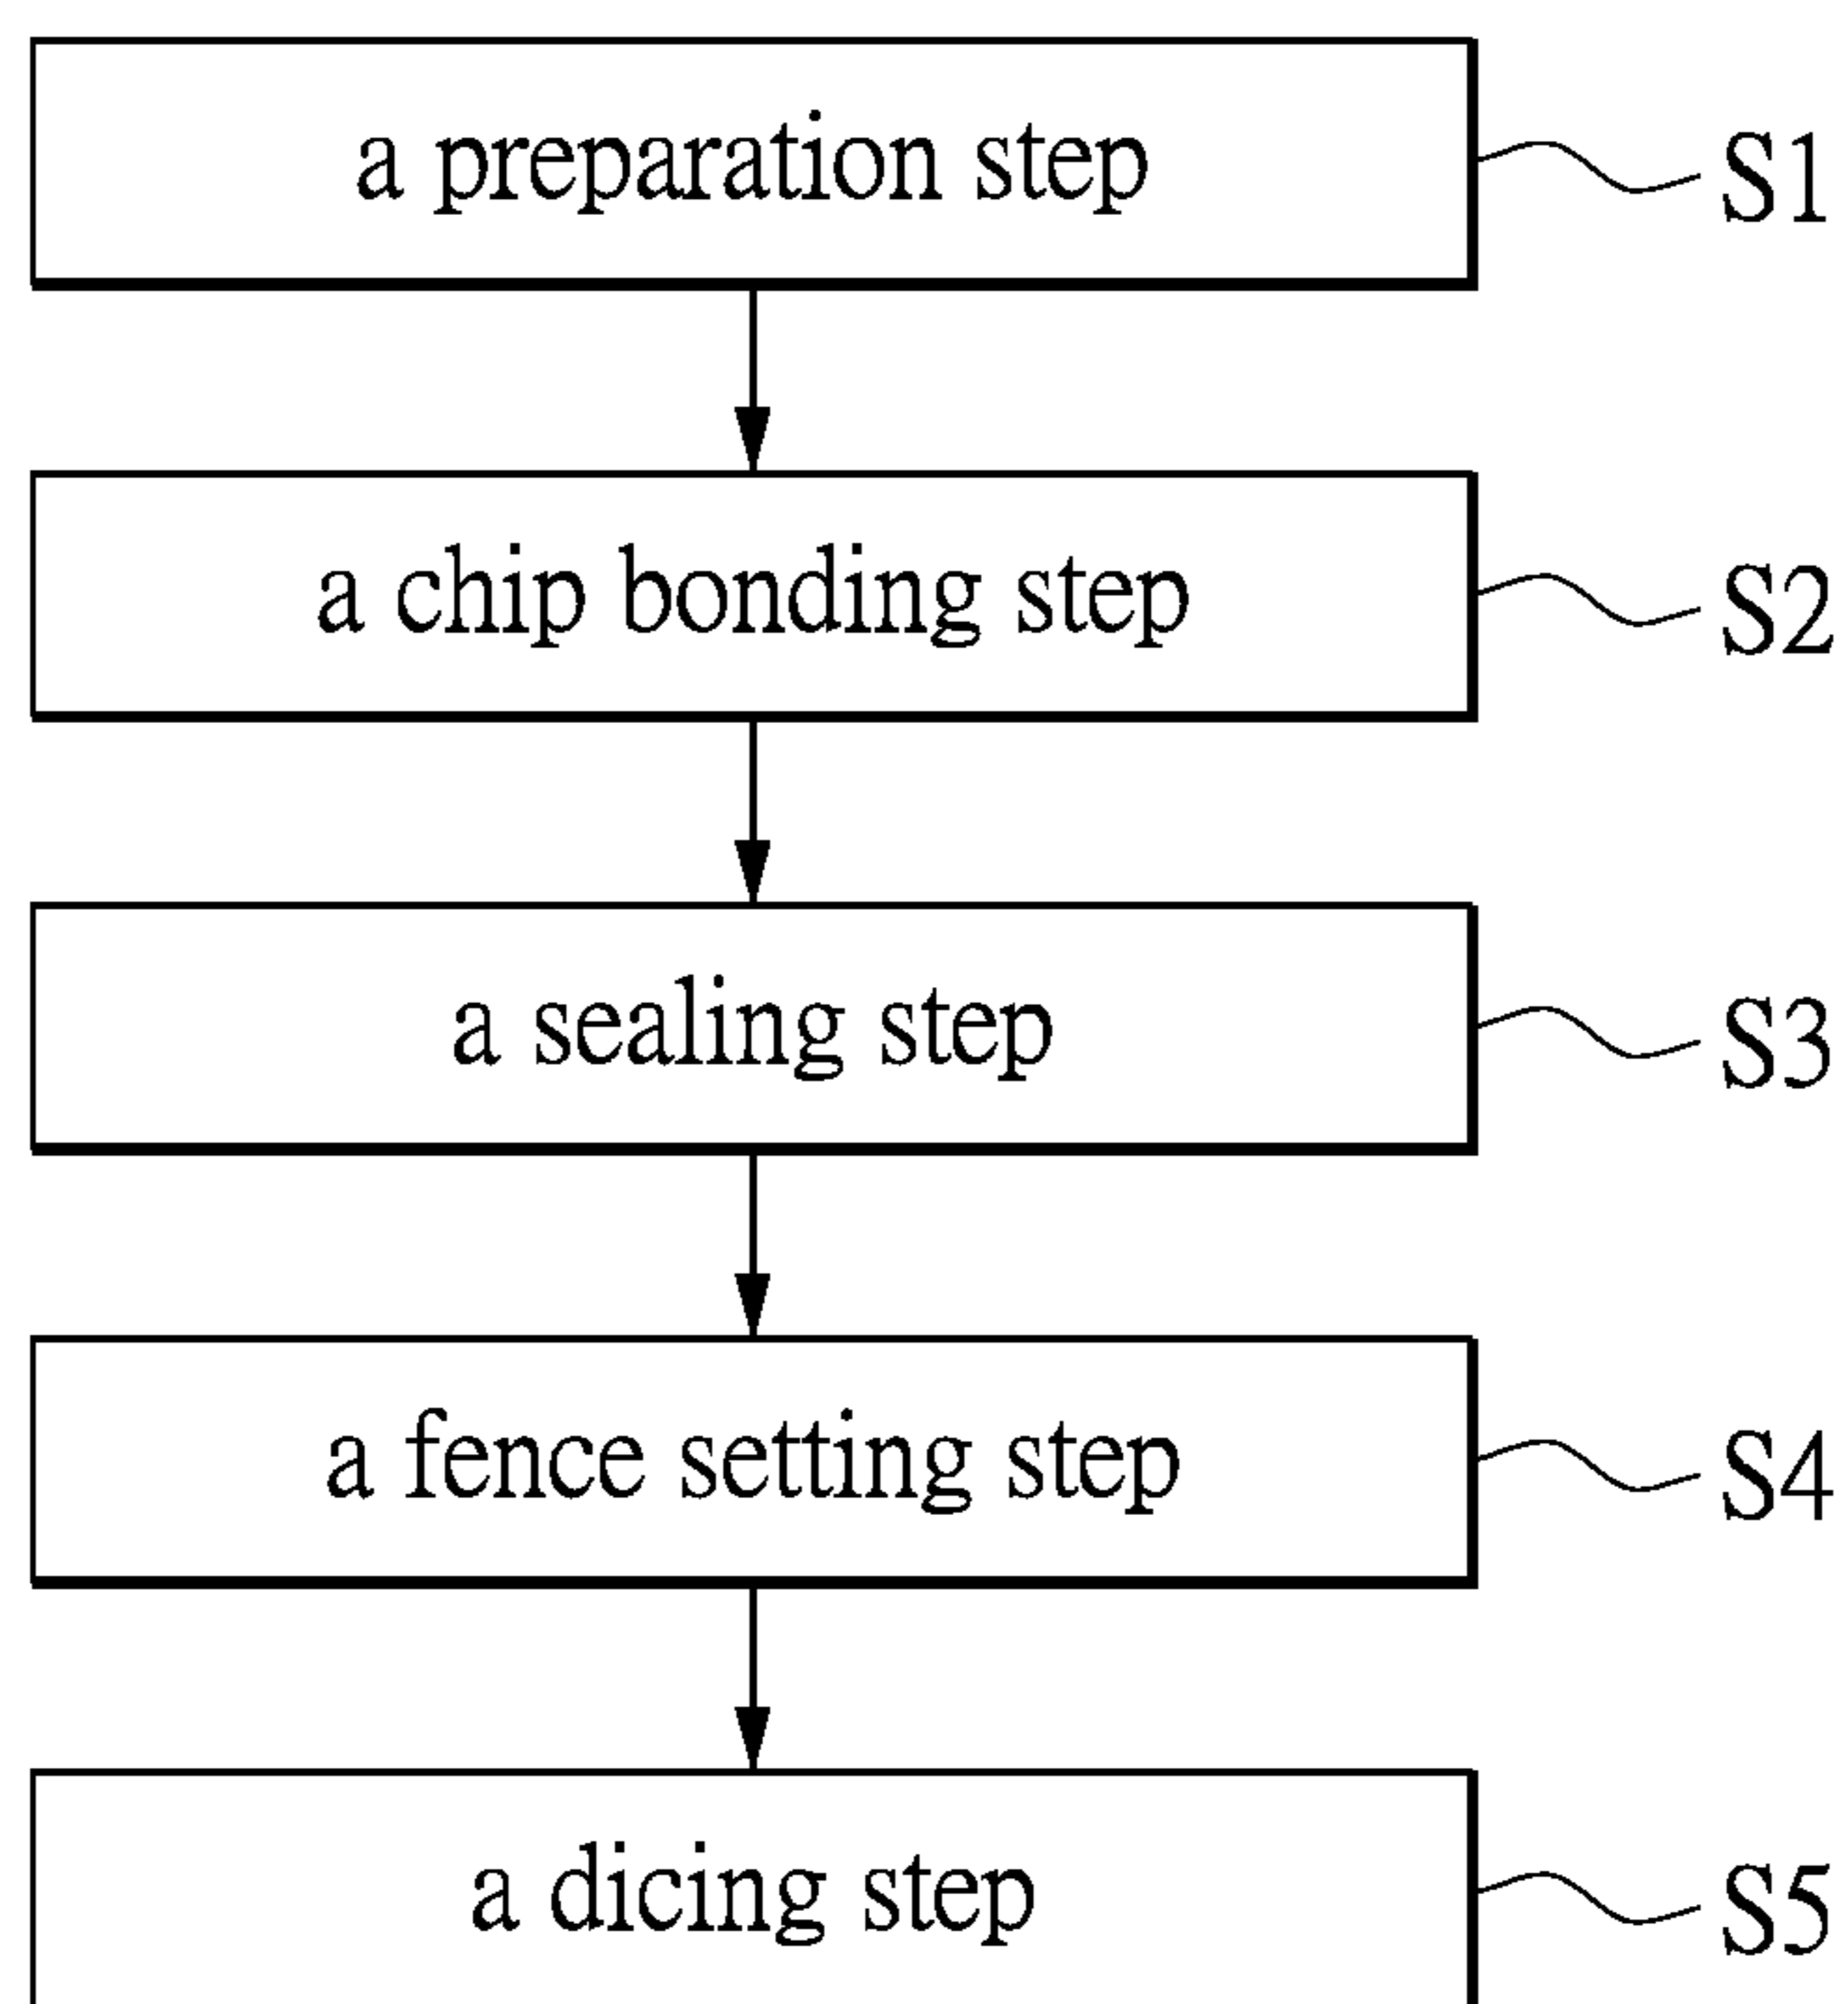 a preparation step
S1
a chip bonding step
S2
a sealing step
S3
a fence setting step
S4
a dicing step
S5